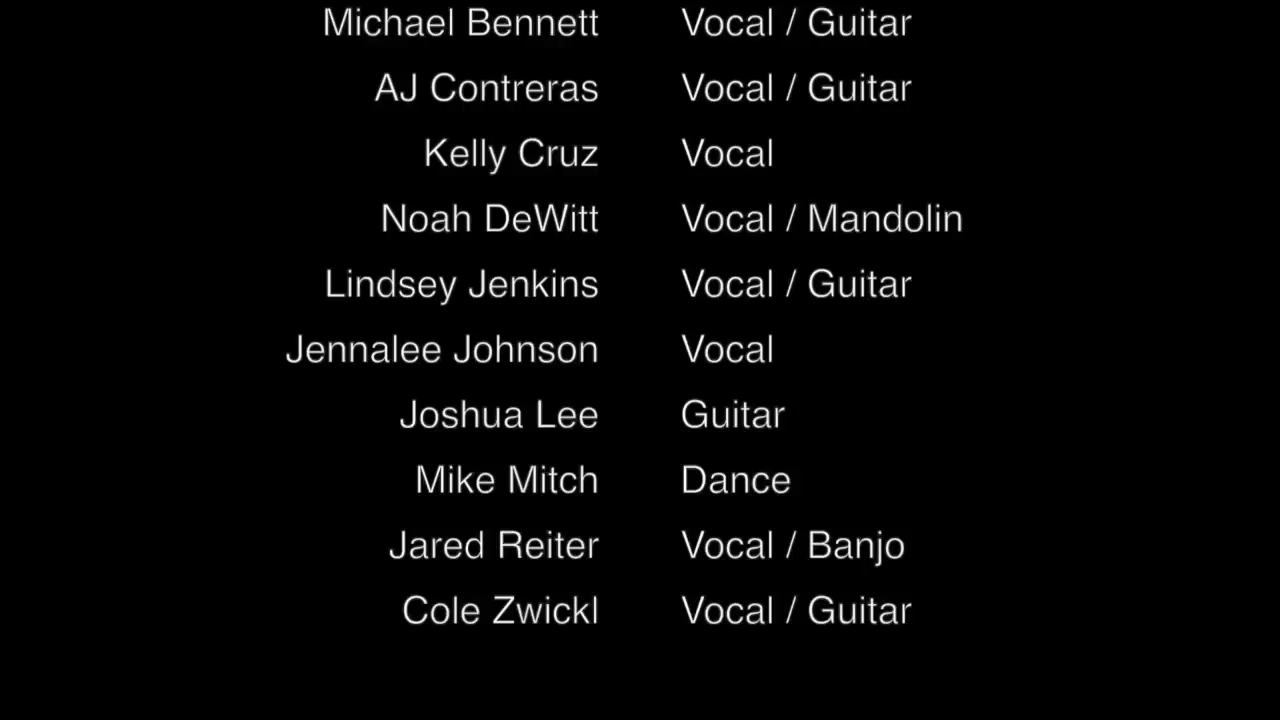 Michael Bennett Vocal / Guitar
AJ Contreras Vocal / Guitar
Kelly Cruz Vocal
Noah DeWitt Vocal / Mandolin
Lindsey Jenkins Vocal / Guitar
Jennalee Johnson Vocal
Joshua Lee Guitar
Mike Mitch Dance
Jared Reiter Vocal / Banjo
Cole Zwickl Vocal / Guitar